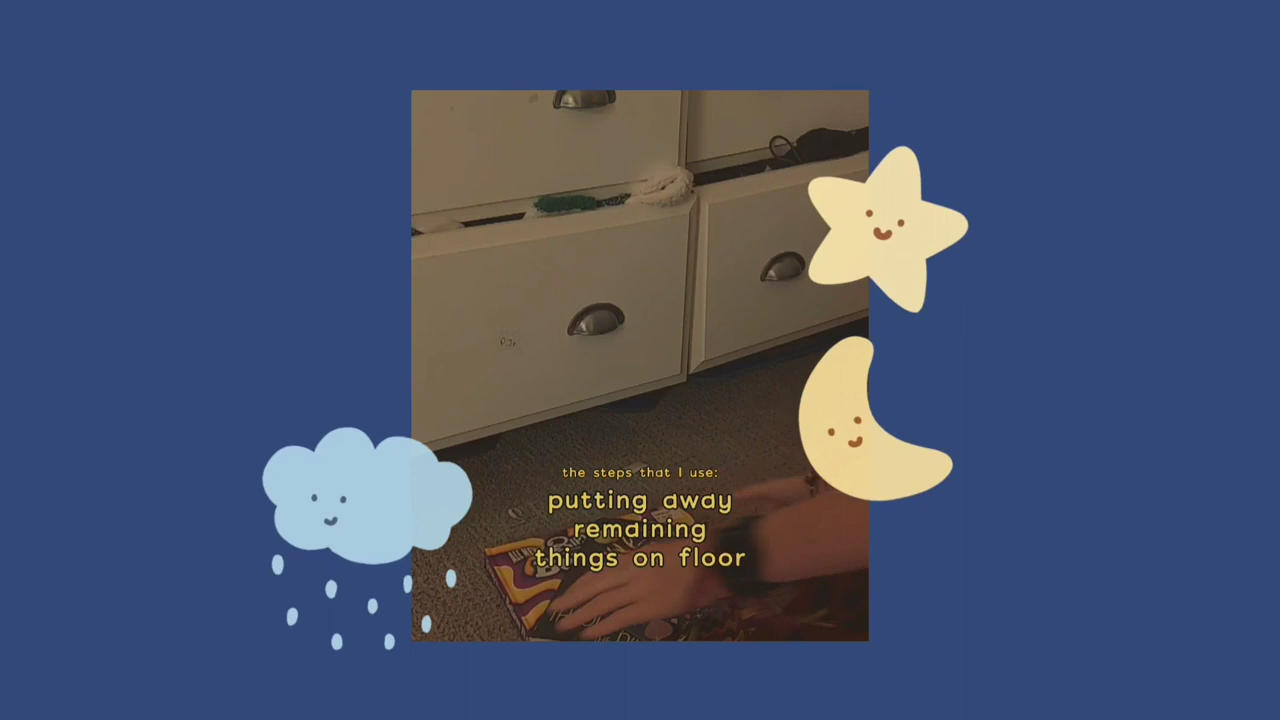 the steps that I use:
putting away
remaining
things on floor